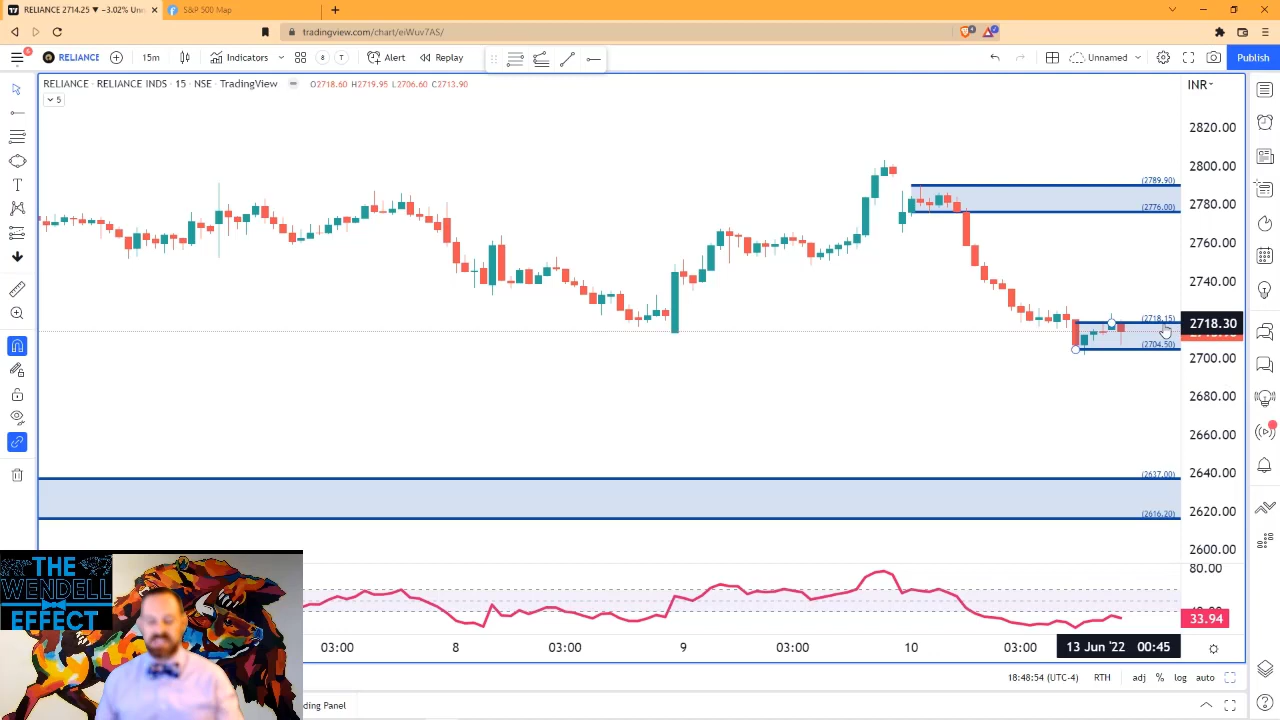 RELIANCE 2714.25 ▼ −3.02% Unn
S&P 500 Map
tradingview.com/chart/eiWuv7AS/
RELIANCE
15m
Indicators
Alert
Replay
Unnamed
Publish
RELIANCE · RELIANCE INDS · 15 · NSE · TradingView
O2718.60 H2719.95 L2706.60 C2713.90
INR
5
2820.00
2800.00
(2789.90)
2780.00
(2776.00)
2760.00
2740.00
(2718.15)
2718.30
(2704.50)
2700.00
2680.00
2660.00
2640.00
(2637.00)
2620.00
(2616.20)
2600.00
80.00
33.94
THE
WENDELL
EFFECT
03:00
8
03:00
9
03:00
10
03:00
13 Jun '22 00:45
18:48:54 (UTC-4)
RTH
adj
%
log
auto
ding Panel